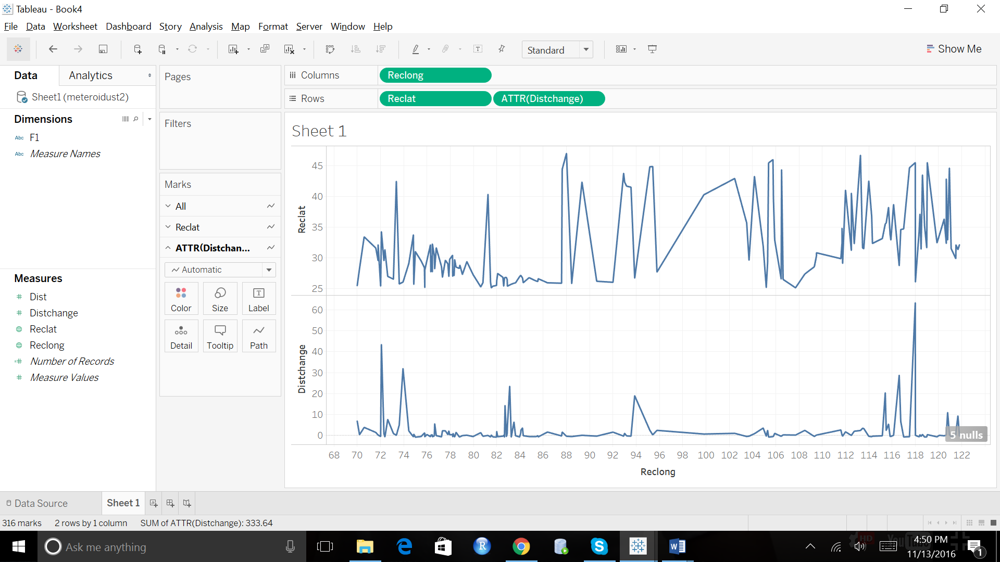 Tableau - Book4
File Data Worksheet Dashboard Story Analysis Map Format Server Window Help
Standard
Show Me
Data Analytics
Sheet1 (meteroidust2)
Dimensions
Abc F1
Abc Measure Names
Measures
Dist
Distchange
Reclat
Reclong
Number of Records
Measure Values
Pages
Filters
Marks
All
Reclat
ATTR(Distchan...
Automatic
Color Size Label
Detail Tooltip Path
Columns Reclong
Rows Reclat ATTR(Distchange)
Sheet 1
Reclat
45
40
35
30
25
Distchange
60
50
40
30
20
10
0
5 nulls
68 70 72 74 76 78 80 82 84 86 88 90 92 94 96 98 100 102 104 106 108 110 112 114 116 118 120 122
Reclong
Data Source Sheet 1
316 marks 2 rows by 1 column SUM of ATTR(Distchange): 333.64
Ask me anything
HD YouTube
4:50 PM
11/13/2016
1